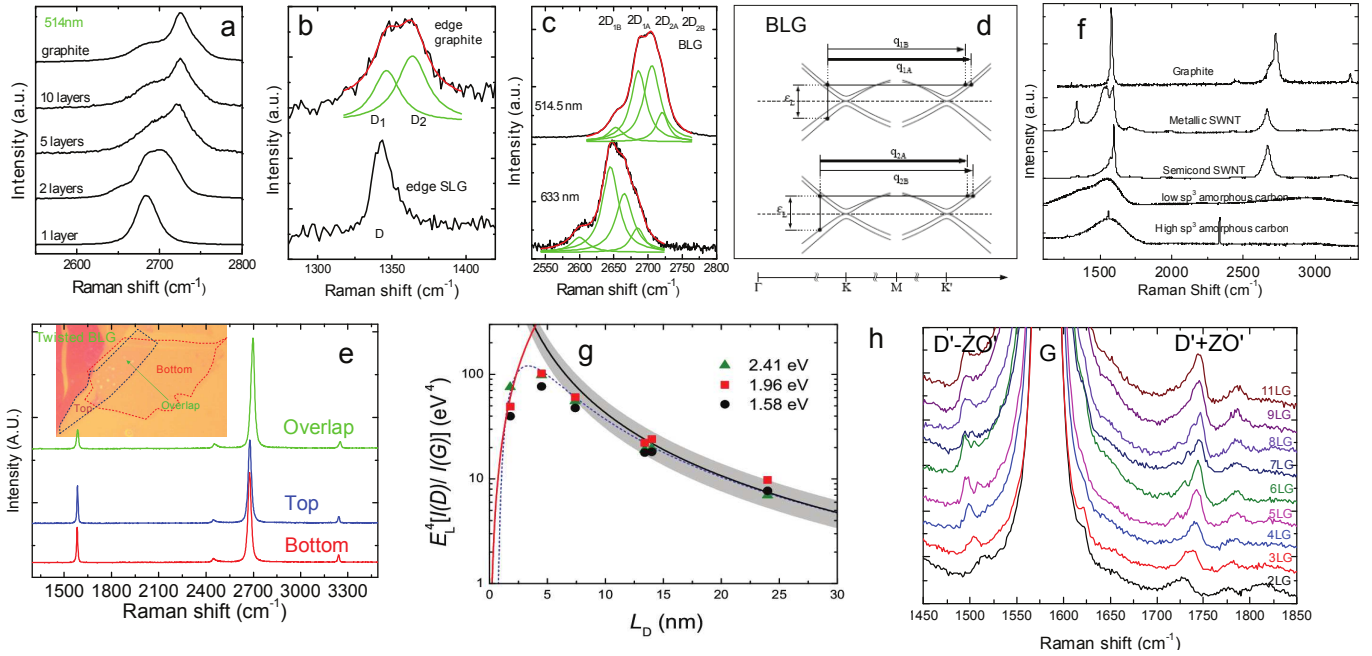 a
514nm
graphite
10 layers
5 layers
2 layers
1 layer
Intensity (a.u.)
2600 2700 2800
Raman shift (cm⁻¹)
b
edge
graphite
D₁ D₂
edge SLG
D
Intensity (a.u.)
1300 1350 1400
Raman shift (cm⁻¹)
c
2D₁B 2D₁A 2D₂A 2D₂B
BLG
514.5 nm
633 nm
Intensity (a.u.)
2550 2600 2650 2700 2750 2800
Raman shift (cm⁻¹)
BLG
d
q₁B
q₁A
εL
q₂A
q₂B
εL
Γ K M K'
f
Graphite
Metallic SWNT
Semicond SWNT
low sp³ amorphous carbon
High sp³ amorphous carbon
Intensity (a.u.)
1500 2000 2500 3000
Raman Shift (cm⁻¹)
e
Twisted BLG
Bottom
Top
Overlap
Overlap
Top
Bottom
Intensity (A.U.)
1500 1800 2100 2400 2700 3000 3300
Raman shift (cm⁻¹)
g
2.41 eV
1.96 eV
1.58 eV
E⁴L[I(D)/ I(G)] (eV⁴)
100
10
1
0 5 10 15 20 25 30
LD (nm)
h
D'-ZO' G D'+ZO'
11LG
9LG
8LG
7LG
6LG
5LG
4LG
3LG
2LG
Intensity (a.u.)
1450 1500 1550 1600 1650 1700 1750 1800 1850
Raman shift (cm⁻¹)